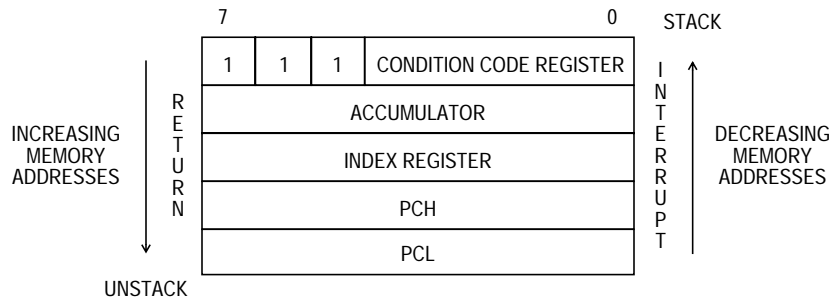 7 0 STACK
1 1 1 CONDITION CODE REGISTER
ACCUMULATOR
INDEX REGISTER
PCH
PCL
RETURN
INTERRUPT
INCREASING
MEMORY
ADDRESSES
DECREASING
MEMORY
ADDRESSES
UNSTACK